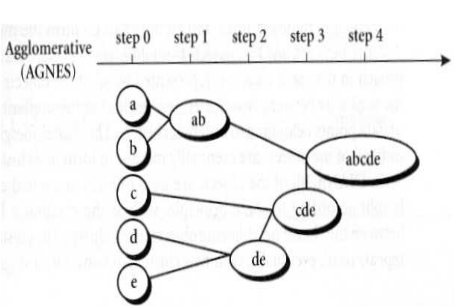 step 0 step 1 step 2 step 3 step 4
Agglomerative
(AGNES)
a
ab
b
abcde
c
cde
d
de
e